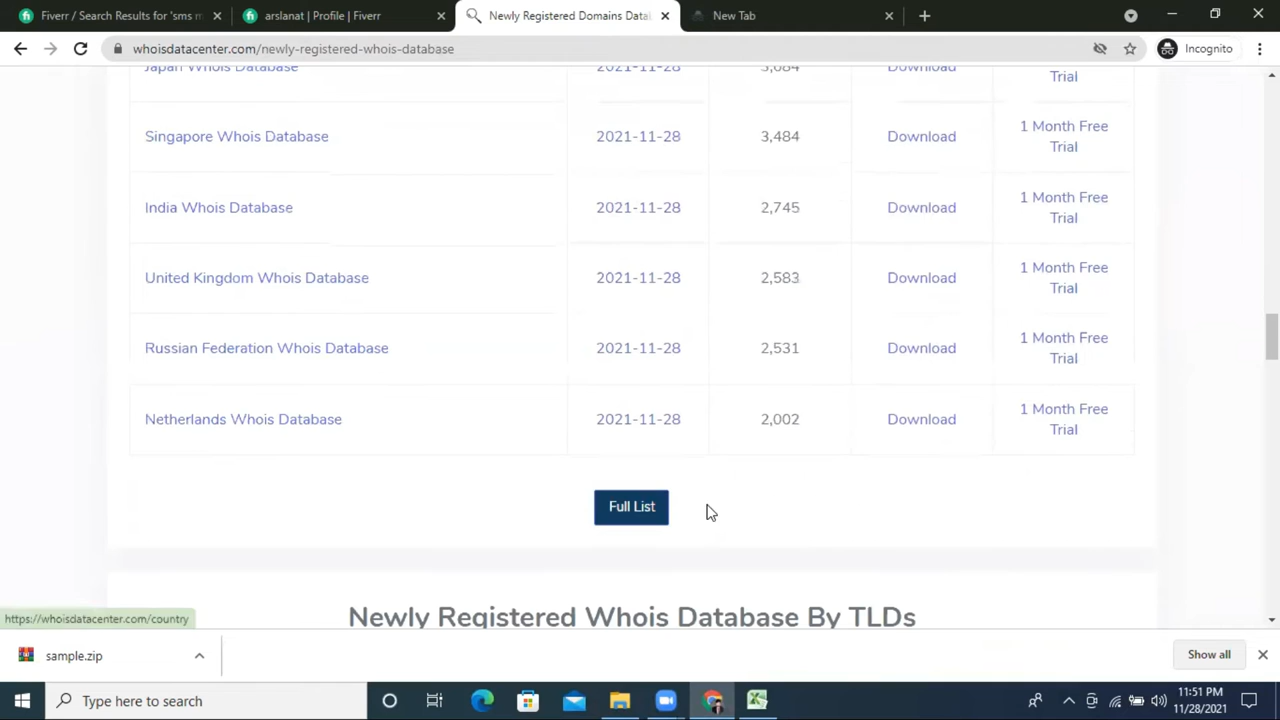 Fiverr / Search Results for 'sms m
arslanat | Profile | Fiverr
Newly Registered Domains Data
New Tab
whoisdatacenter.com/newly-registered-whois-database
Incognito
Japan Whois Database 2021-11-28 3,684 Download Trial
Singapore Whois Database 2021-11-28 3,484 Download 1 Month Free
Trial
India Whois Database 2021-11-28 2,745 Download 1 Month Free
Trial
United Kingdom Whois Database 2021-11-28 2,583 Download 1 Month Free
Trial
Russian Federation Whois Database 2021-11-28 2,531 Download 1 Month Free
Trial
Netherlands Whois Database 2021-11-28 2,002 Download 1 Month Free
Trial
Full List
Newly Registered Whois Database By TLDs
https://whoisdatacenter.com/country
sample.zip
Show all
Type here to search
11:51 PM
11/28/2021